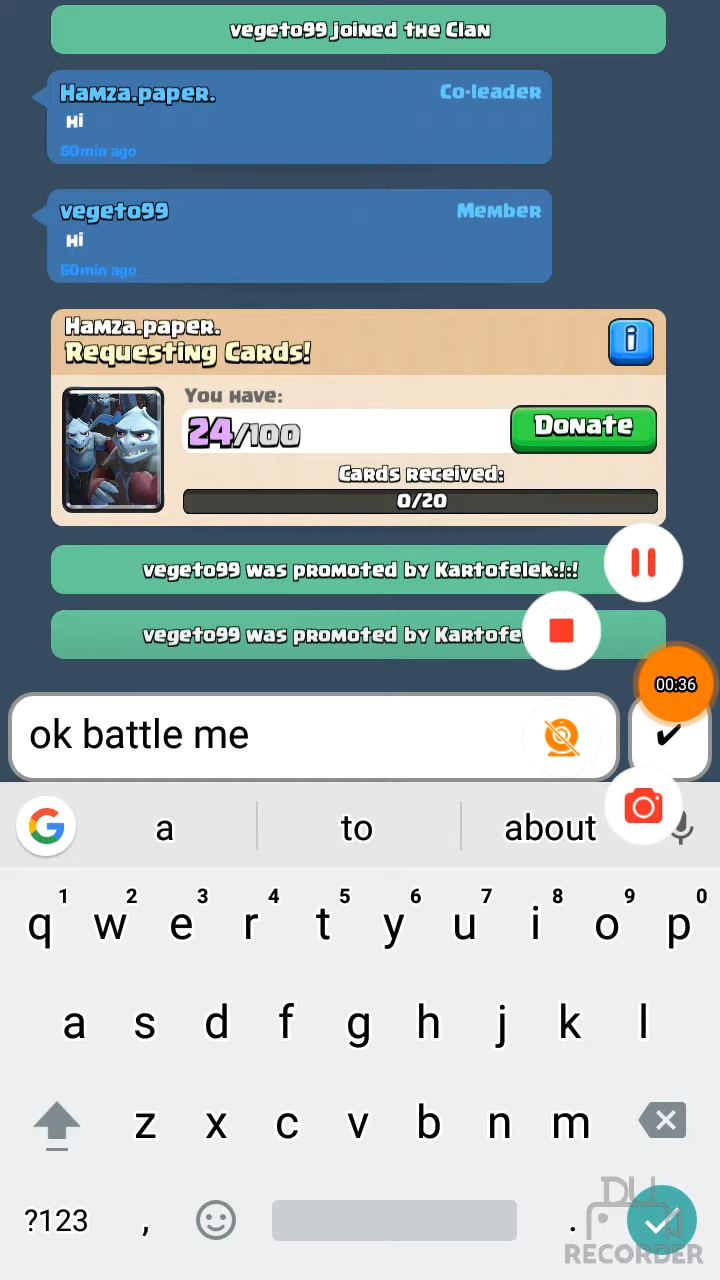 vegeto99 joined the Clan
Hamza.paper. Co-leader
Hi
50min ago
vegeto99 Member
Hi
50min ago
Hamza.paper.
Requesting Cards!
You have:
24/100 Donate
Cards received:
0/20
vegeto99 was promoted by Kartofelek:!:!
vegeto99 was promoted by Kartofe
00:36
ok battle me
a to about
1 2 3 4 5 6 7 8 9 0
q w e r t y u i o p
a s d f g h j k l
z x c v b n m
?123 , .
DU
RECORDER